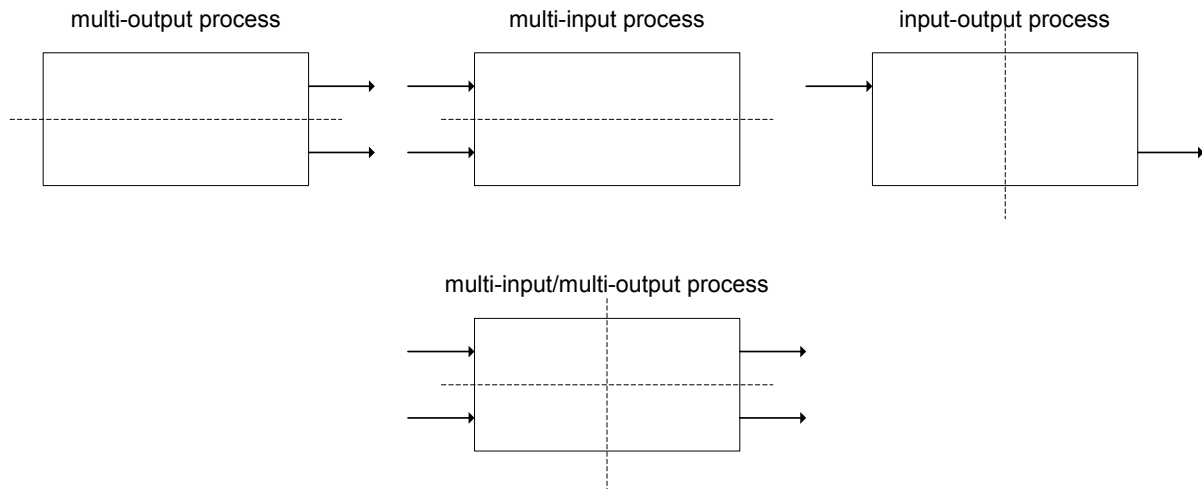 multi-output process
multi-input process
input-output process
multi-input/multi-output process